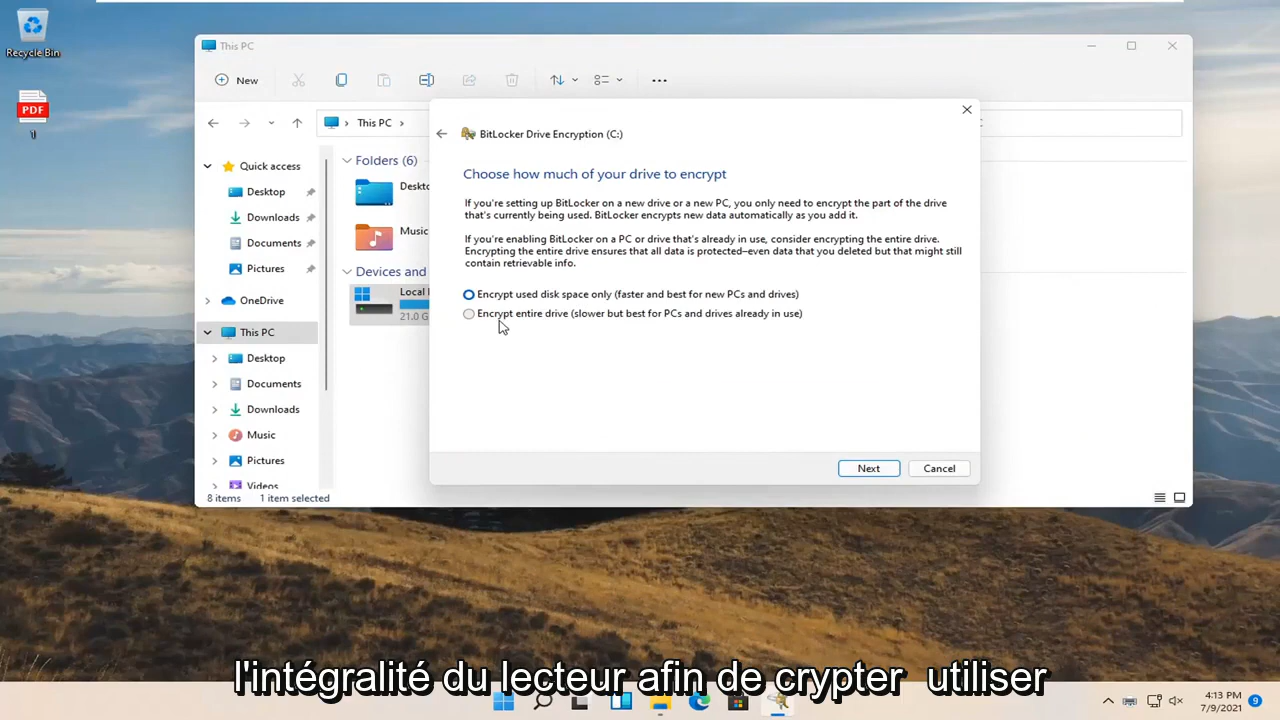 Recycle Bin
PDF
1
This PC
New
This PC
Quick access
Desktop
Downloads
Documents
Pictures
OneDrive
This PC
Desktop
Documents
Downloads
Music
Pictures
Videos
Folders (6)
Deskto
Music
Devices and
Local
21.0 G
8 items 1 item selected
BitLocker Drive Encryption (C:)
Choose how much of your drive to encrypt
If you're setting up BitLocker on a new drive or a new PC, you only need to encrypt the part of the drive
that's currently being used. BitLocker encrypts new data automatically as you add it.
If you're enabling BitLocker on a PC or drive that's already in use, consider encrypting the entire drive.
Encrypting the entire drive ensures that all data is protected–even data that you deleted but that might still
contain retrievable info.
Encrypt used disk space only (faster and best for new PCs and drives)
Encrypt entire drive (slower but best for PCs and drives already in use)
Next Cancel
l'intégralité du lecteur afin de crypter utiliser
4:13 PM
7/9/2021
9